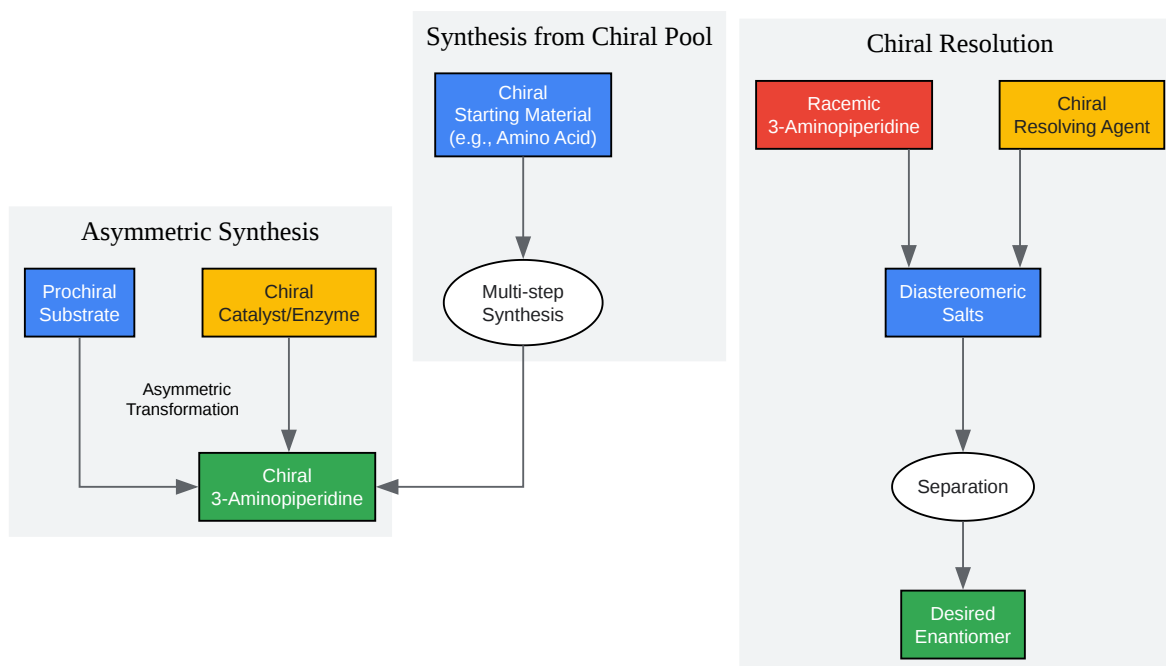 Asymmetric Synthesis
Prochiral
Substrate
Chiral
Catalyst/Enzyme
Asymmetric
Transformation
Chiral
3-Aminopiperidine
Synthesis from Chiral Pool
Chiral
Starting Material
(e.g., Amino Acid)
Multi-step
Synthesis
Chiral Resolution
Racemic
3-Aminopiperidine
Chiral
Resolving Agent
Diastereomeric
Salts
Separation
Desired
Enantiomer